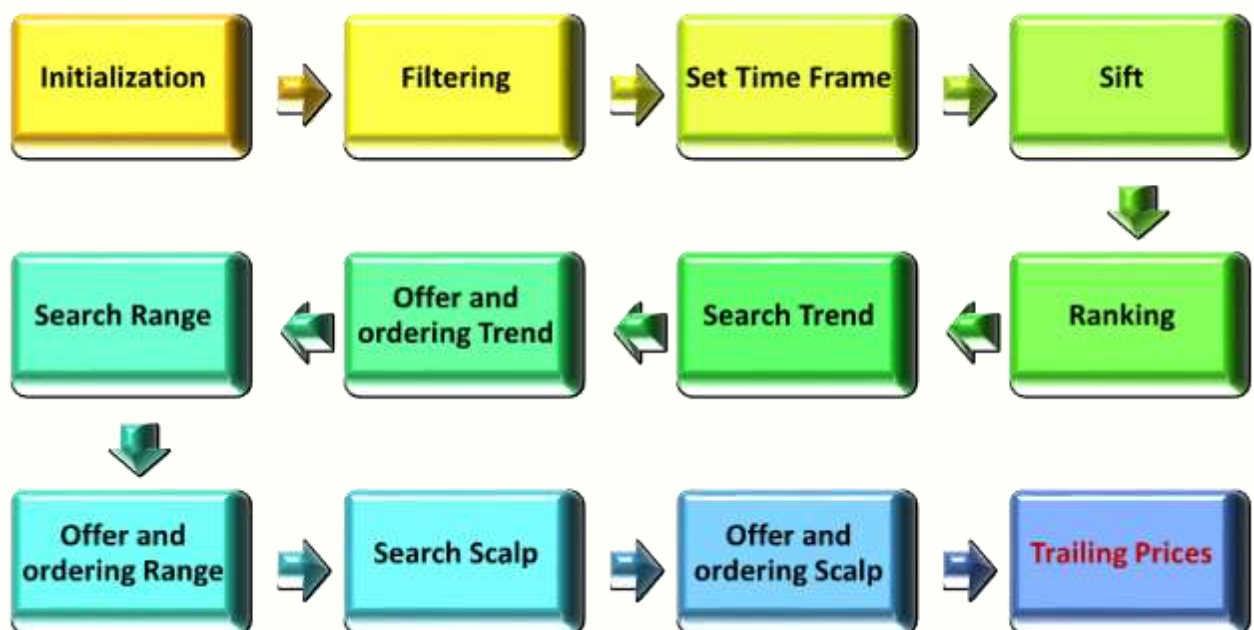 Initialization
Filtering
Set Time Frame
Sift
Ranking
Search Trend
Offer and
ordering Trend
Search Range
Offer and
ordering Range
Search Scalp
Offer and
ordering Scalp
Trailing Prices